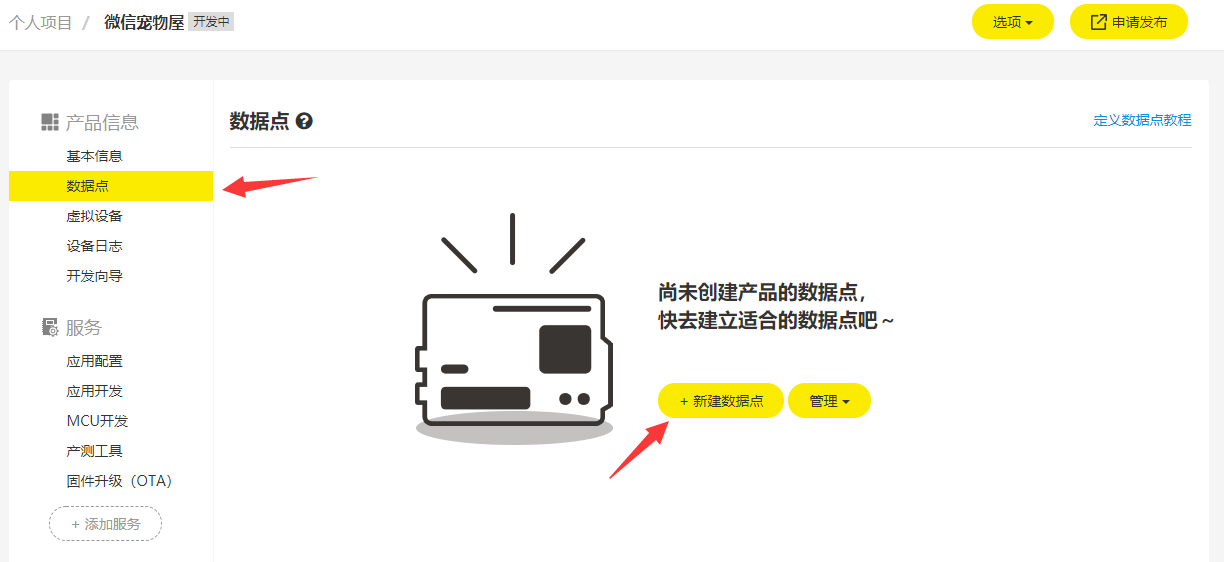 个人项目 / 微信宠物屋 开发中
选项
申请发布
产品信息
基本信息
数据点
虚拟设备
设备日志
开发向导
服务
应用配置
应用开发
MCU开发
产测工具
固件升级（OTA）
+ 添加服务
数据点
定义数据点教程
尚未创建产品的数据点，
快去建立适合的数据点吧～
+ 新建数据点
管理